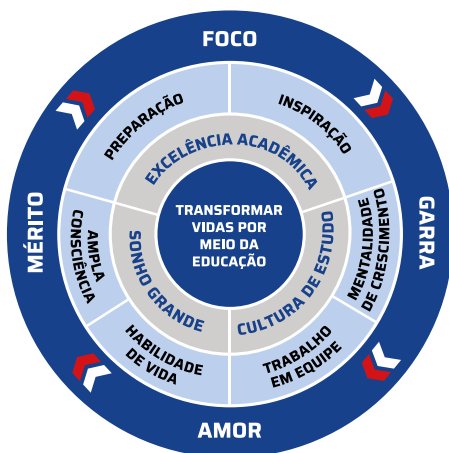 FOCO
PREPARAÇÃO
INSPIRAÇÃO
EXCELÊNCIA ACADÊMICA
MÉRITO
GARRA
AMPLA
CONSCIÊNCIA
SONHO GRANDE
TRANSFORMAR
VIDAS POR
MEIO DA
EDUCAÇÃO
CULTURA DE ESTUDO
MENTALIDADE
DE CRESCIMENTO
HABILIDADE
DE VIDA
TRABALHO
EM EQUIPE
AMOR